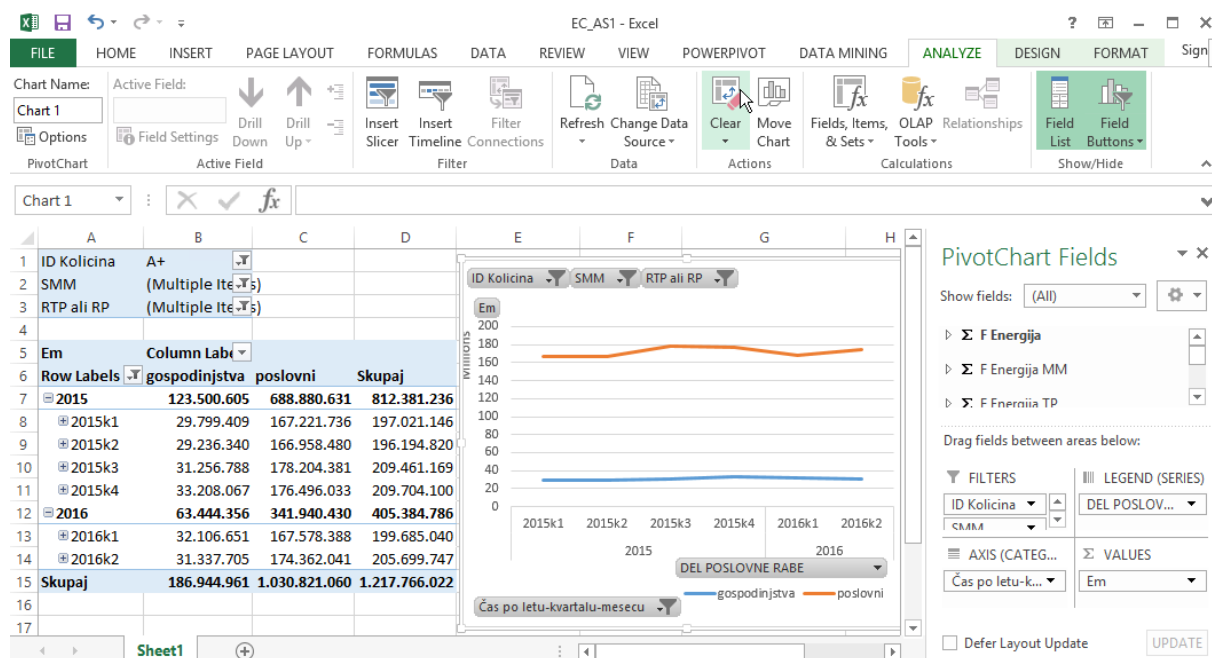 EC_AS1 - Excel
?
FILE HOME INSERT PAGE LAYOUT FORMULAS DATA REVIEW VIEW POWERPIVOT DATA MINING ANALYZE DESIGN FORMAT Sign
Chart Name:
Chart 1
Options
PivotChart
Active Field:
Field Settings
Drill Down
Drill Up
Active Field
Insert Slicer
Insert Timeline
Filter Connections
Filter
Refresh
Change Data Source
Data
Clear
Move Chart
Actions
Fields, Items, & Sets
OLAP Tools
Relationships
Calculations
Field List
Field Buttons
Show/Hide
Chart 1 fx
A B C D E F G H
1 ID Kolicina A+
2 SMM (Multiple Ite s)
3 RTP ali RP (Multiple Ite s)
4
5 Em Column Labe
6 Row Labels gospodinjstva poslovni Skupaj
7 2015 123.500.605 688.880.631 812.381.236
8 2015k1 29.799.409 167.221.736 197.021.146
9 2015k2 29.236.340 166.958.480 196.194.820
10 2015k3 31.256.788 178.204.381 209.461.169
11 2015k4 33.208.067 176.496.033 209.704.100
12 2016 63.444.356 341.940.430 405.384.786
13 2016k1 32.106.651 167.578.388 199.685.040
14 2016k2 31.337.705 174.362.041 205.699.747
15 Skupaj 186.944.961 1.030.821.060 1.217.766.022
16
17
ID Kolicina SMM RTP ali RP
Em
Millions
200
180
160
140
120
100
80
60
40
20
0
2015k1 2015k2 2015k3 2015k4 2016k1 2016k2
2015 2016
DEL POSLOVNE RABE
gospodinjstva poslovni
Čas po letu-kvartalu-mesecu
PivotChart Fields
Show fields: (All)
Σ F Energija
Σ F Energija MM
Σ F Energija TP
Drag fields between areas below:
FILTERS
ID Kolicina
SMM
LEGEND (SERIES)
DEL POSLOV...
AXIS (CATEG...
Čas po letu-k...
Σ VALUES
Em
Defer Layout Update UPDATE
Sheet1